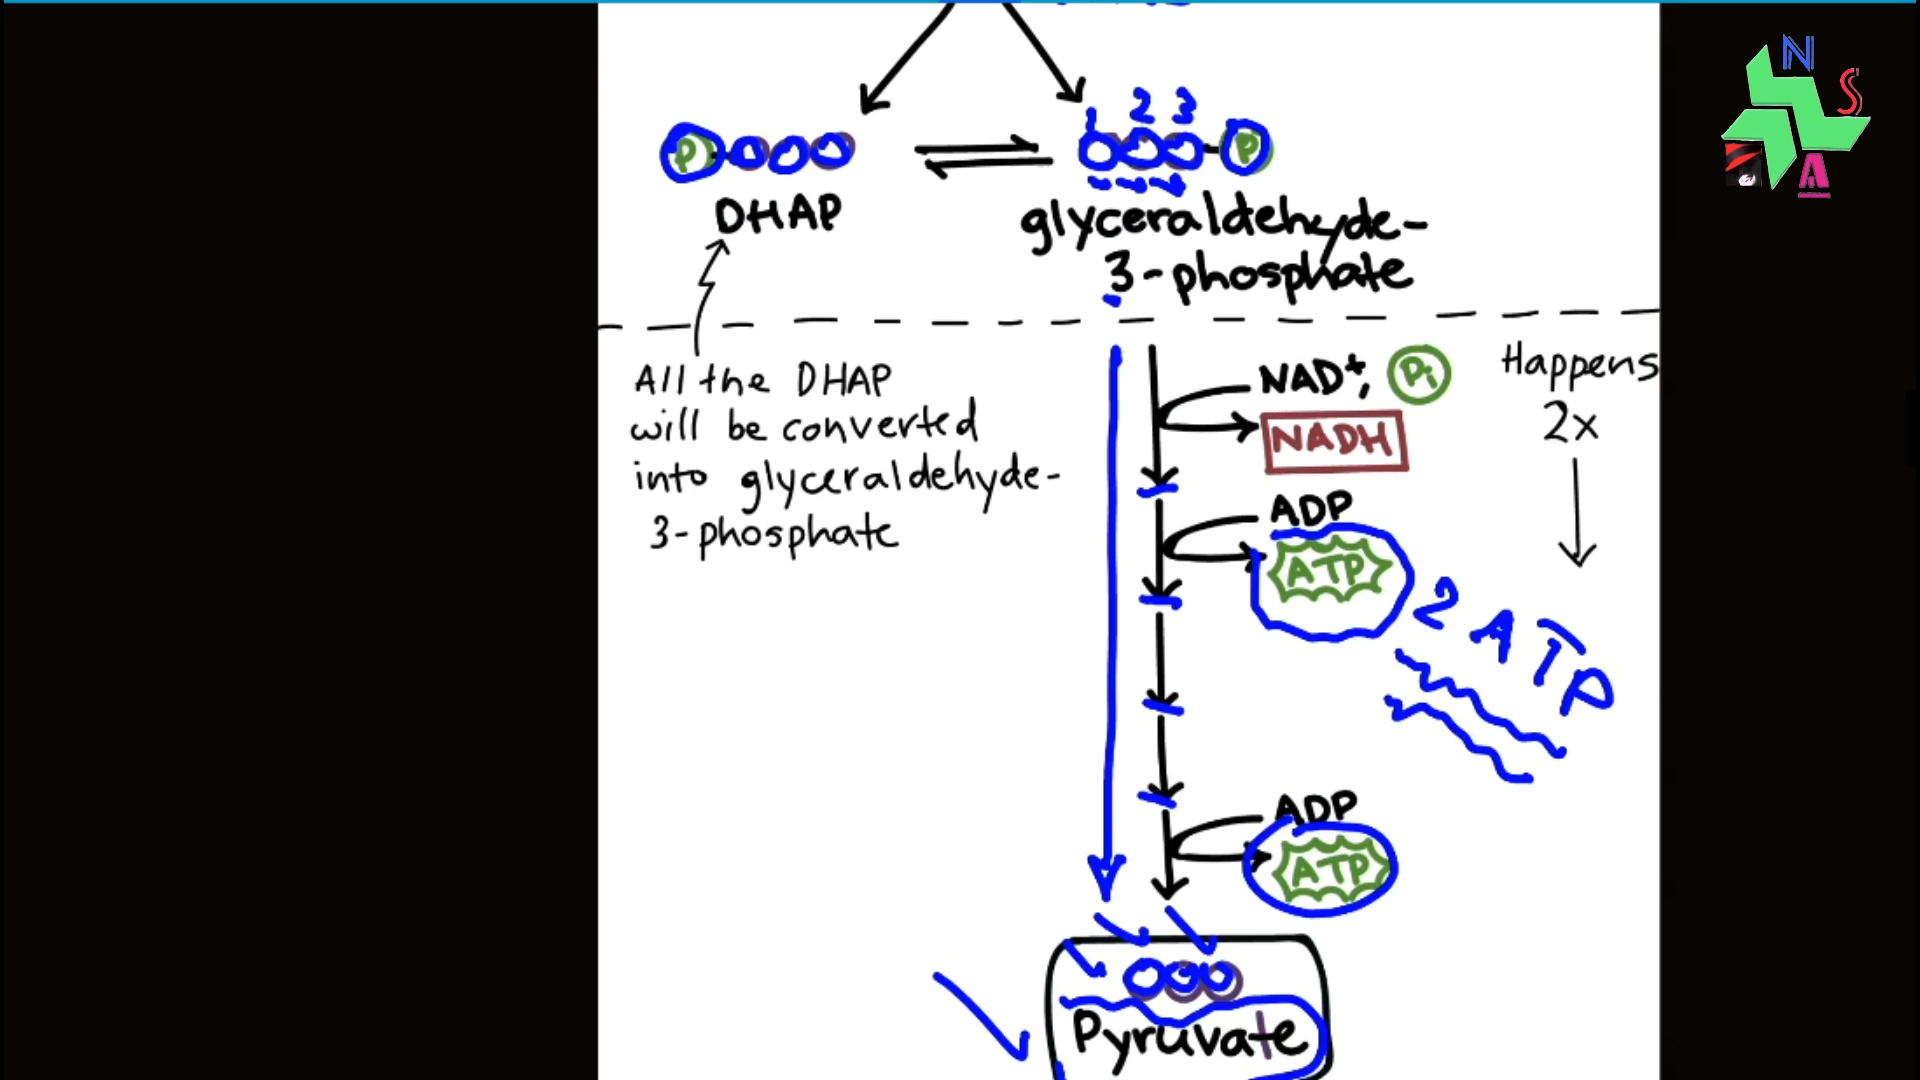 N
S
A
1 2 3
P
P
DHAP
glyceraldehyde-
3-phosphate
All the DHAP
will be converted
into glyceraldehyde-
3-phosphate
NAD+, Pi
NADH
Happens
2x
ADP
ATP
2 ATP
ADP
ATP
Pyruvate